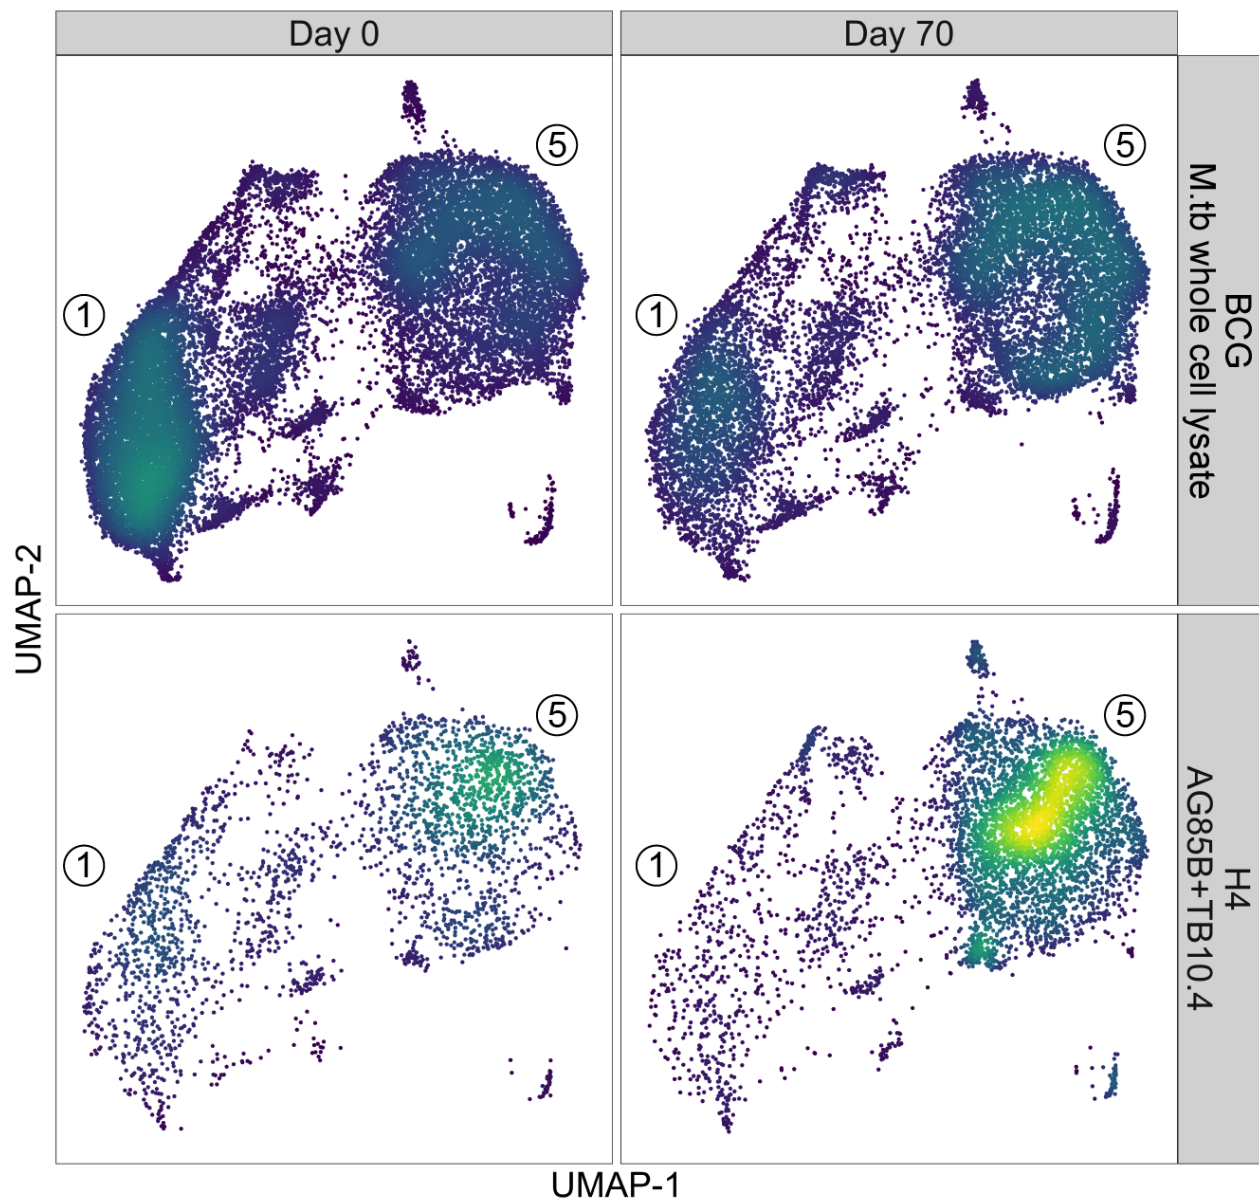 Day 0
Day 70
5
5
1
1
BCG
M.tb whole cell lysate
UMAP-2
5
5
1
1
H4
AG85B+TB10.4
UMAP-1